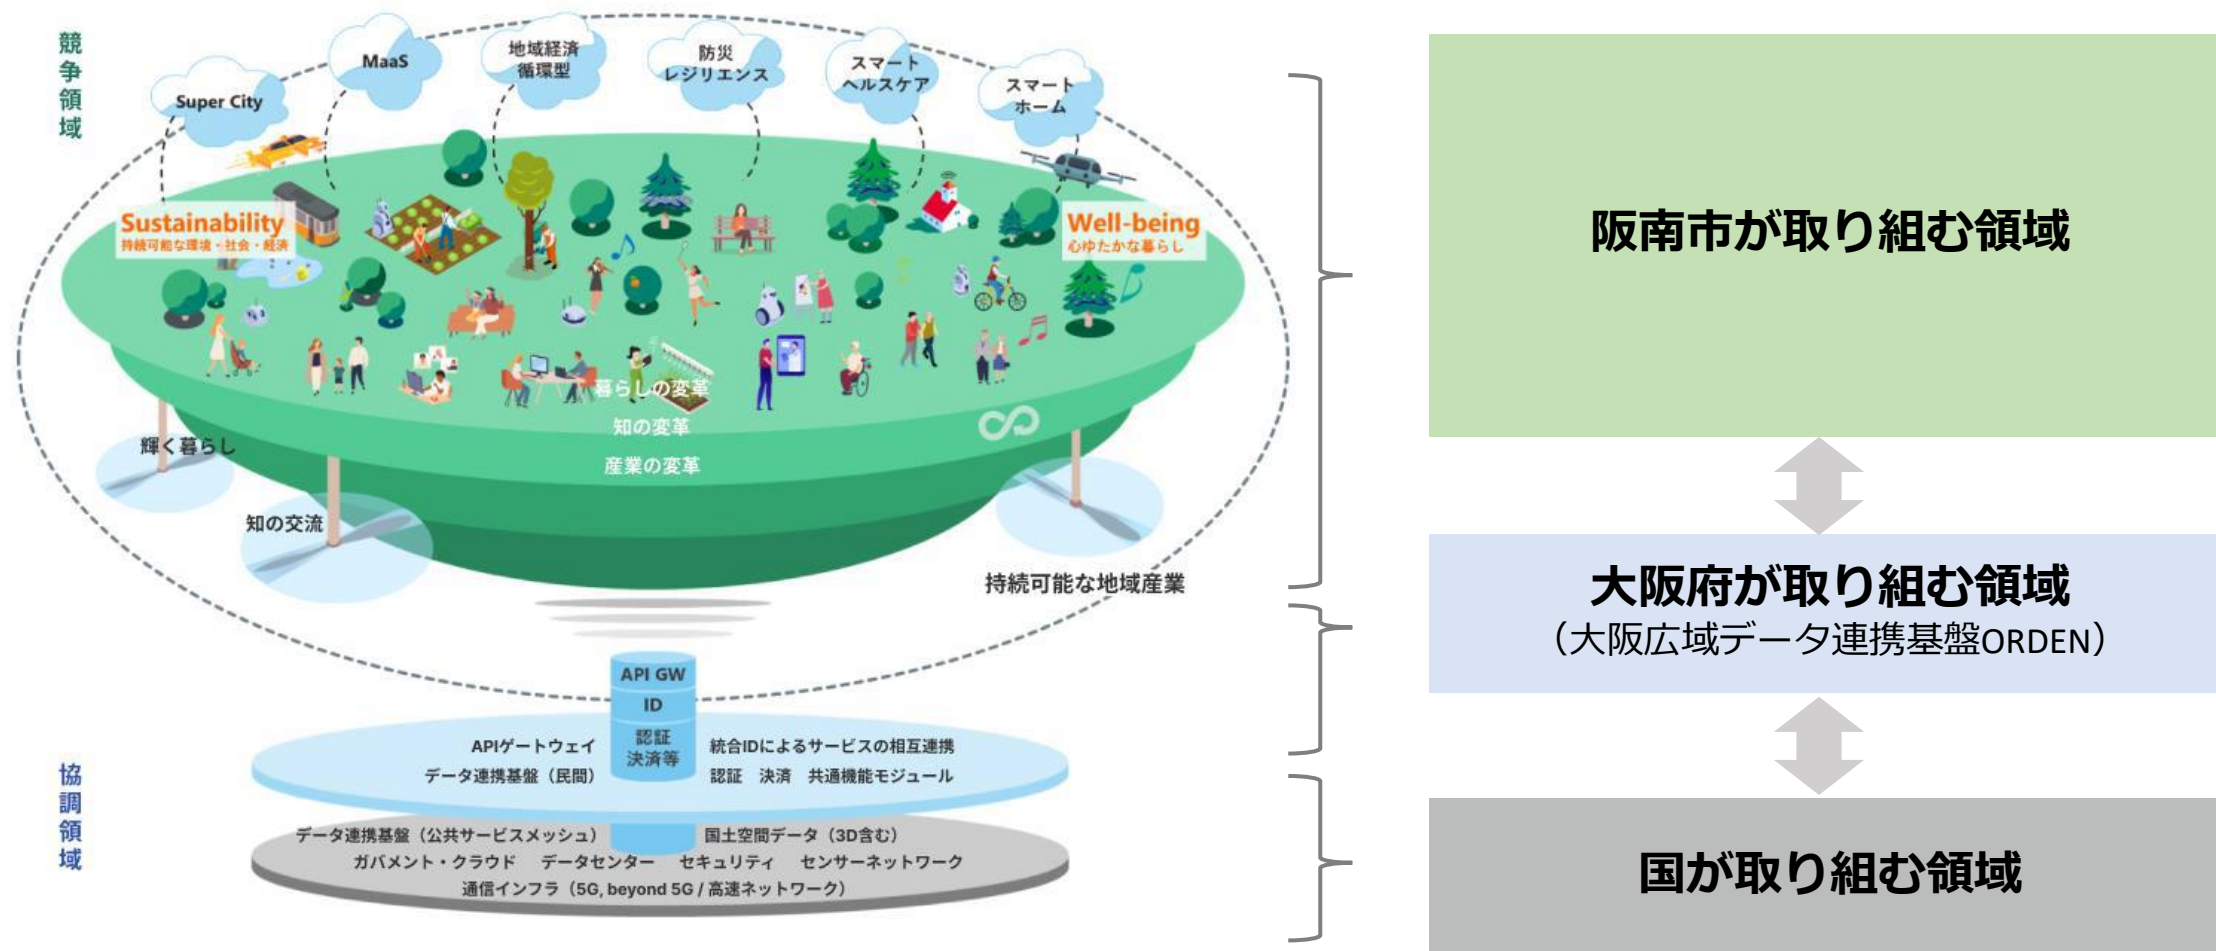 競争領域
Super City
MaaS
地域経済
循環型
防災
レジリエンス
スマート
ヘルスケア
スマート
ホーム
Sustainability
持続可能な環境・社会・経済
Well-being
心ゆたかな暮らし
暮らしの変革
知の変革
産業の変革
輝く暮らし
知の交流
持続可能な地域産業
協調領域
API GW
ID
認証
決済等
APIゲートウェイ
データ連携基盤（民間）
統合IDによるサービスの相互連携
認証　決済　共通機能モジュール
データ連携基盤（公共サービスメッシュ）
国土空間データ（3D含む）
ガバメント・クラウド　データセンター　セキュリティ　センサーネットワーク
通信インフラ（5G, beyond 5G / 高速ネットワーク）
阪南市が取り組む領域
大阪府が取り組む領域
（大阪広域データ連携基盤ORDEN）
国が取り組む領域